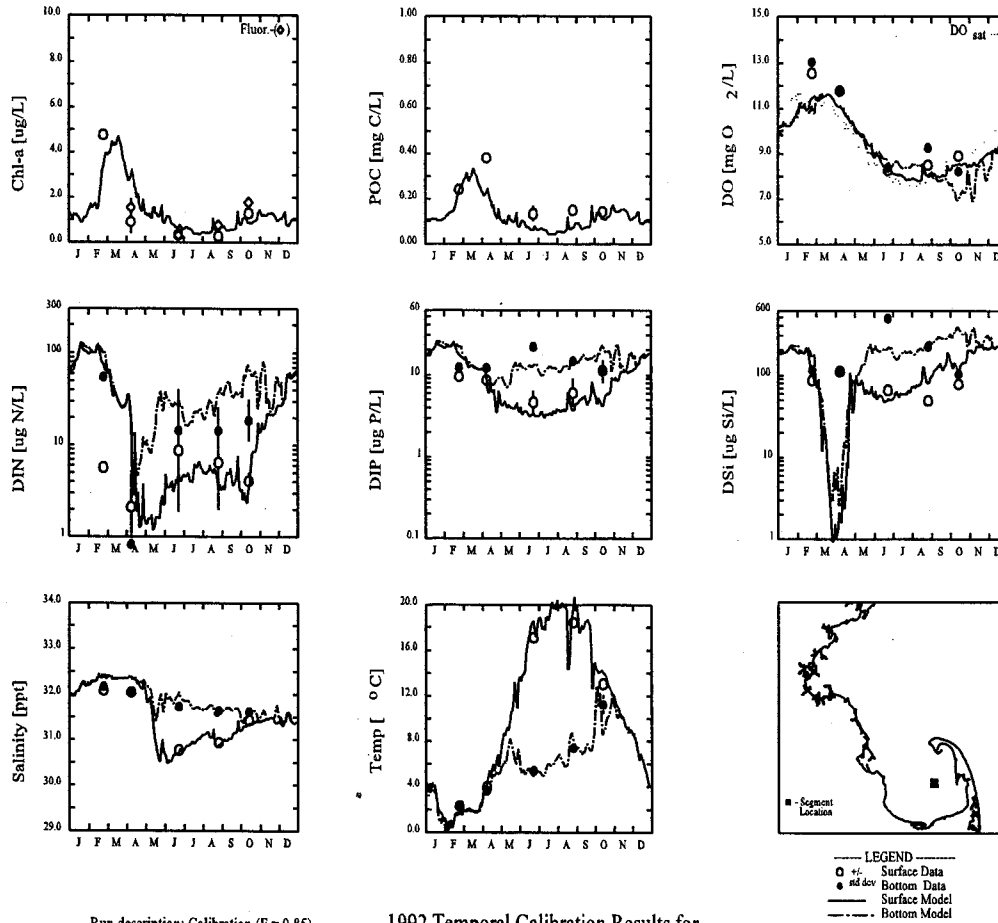 10.0
8.0
6.0
4.0
2.0
0.0
Chl-a [ug/L]
Fluor.-( )
J F M A M J J A S O N D
1.00
0.80
0.60
0.40
0.20
0.00
POC [mg C/L]
J F M A M J J A S O N D
15.0
13.0
11.0
9.0
7.0
5.0
DO [mg O 2/L]
DO sat ...
J F M A M J J A S O N D
300
100
10
1
DIN [ug N/L]
J F M A M J J A S O N D
60
10
1
0.1
DIP [ug P/L]
J F M A M J J A S O N D
600
100
10
1
DSi [ug Si/L]
J F M A M J J A S O N D
34.0
33.0
32.0
31.0
30.0
29.0
Salinity [ppt]
J F M A M J J A S O N D
20.0
16.0
12.0
8.0
4.0
0.0
Temp [ °C]
J F M A M J J A S O N D
- Segment
Location
LEGEND
+/- Surface Data
std dev Bottom Data
Surface Model
Bottom Model
Run description: Calibration
1992 Temporal Calibration Results for